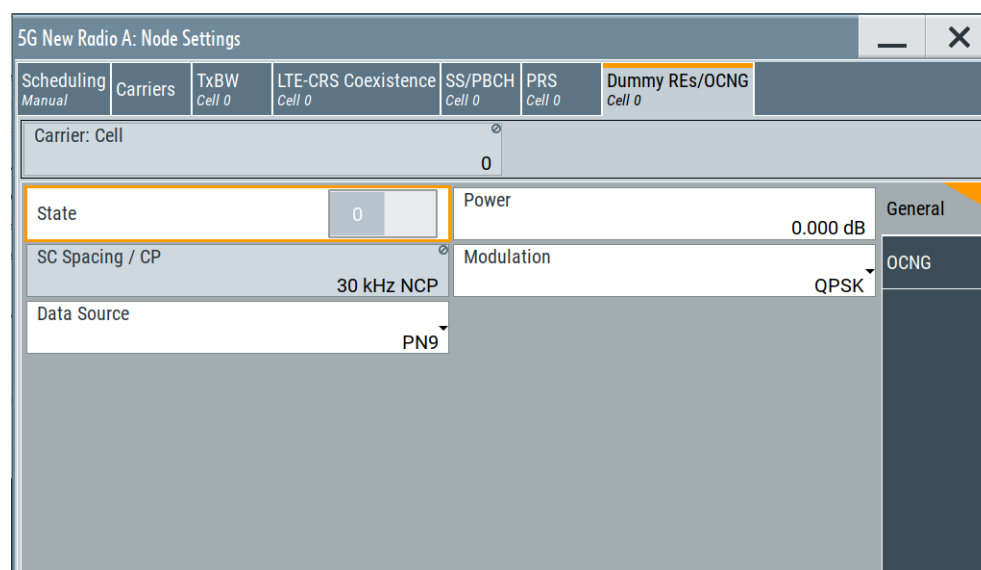 5G New Radio A: Node Settings
Scheduling Carriers TxBW LTE-CRS Coexistence SS/PBCH PRS Dummy REs/OCNG
Manual Cell 0 Cell 0 Cell 0 Cell 0 Cell 0
Carrier: Cell
0
State 0 Power General
0.000 dB
SC Spacing / CP Modulation OCNG
30 kHz NCP QPSK
Data Source
PN9